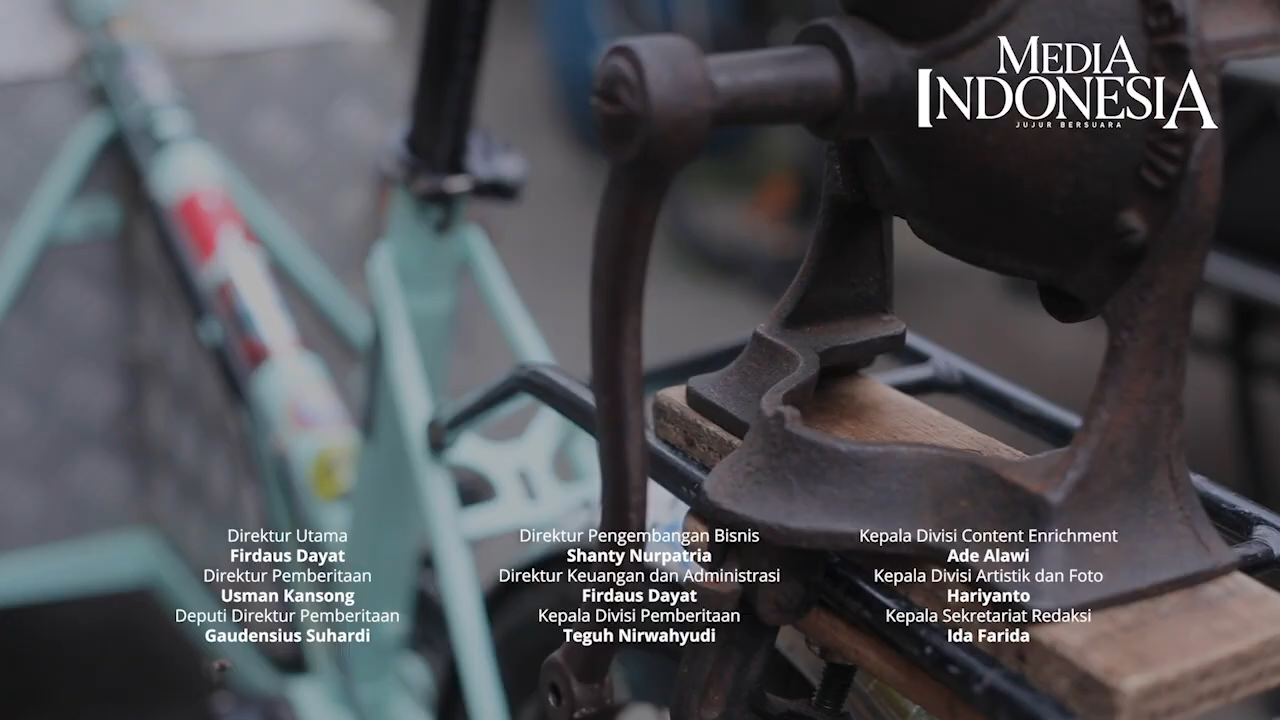 MEDIA
INDONESIA
JUJUR BERSUARA
Direktur Utama
Firdaus Dayat
Direktur Pemberitaan
Usman Kansong
Deputi Direktur Pemberitaan
Gaudensius Suhardi
Direktur Pengembangan Bisnis
Shanty Nurpatria
Direktur Keuangan dan Administrasi
Firdaus Dayat
Kepala Divisi Pemberitaan
Teguh Nirwahyudi
Kepala Divisi Content Enrichment
Ade Alawi
Kepala Divisi Artistik dan Foto
Hariyanto
Kepala Sekretariat Redaksi
Ida Farida